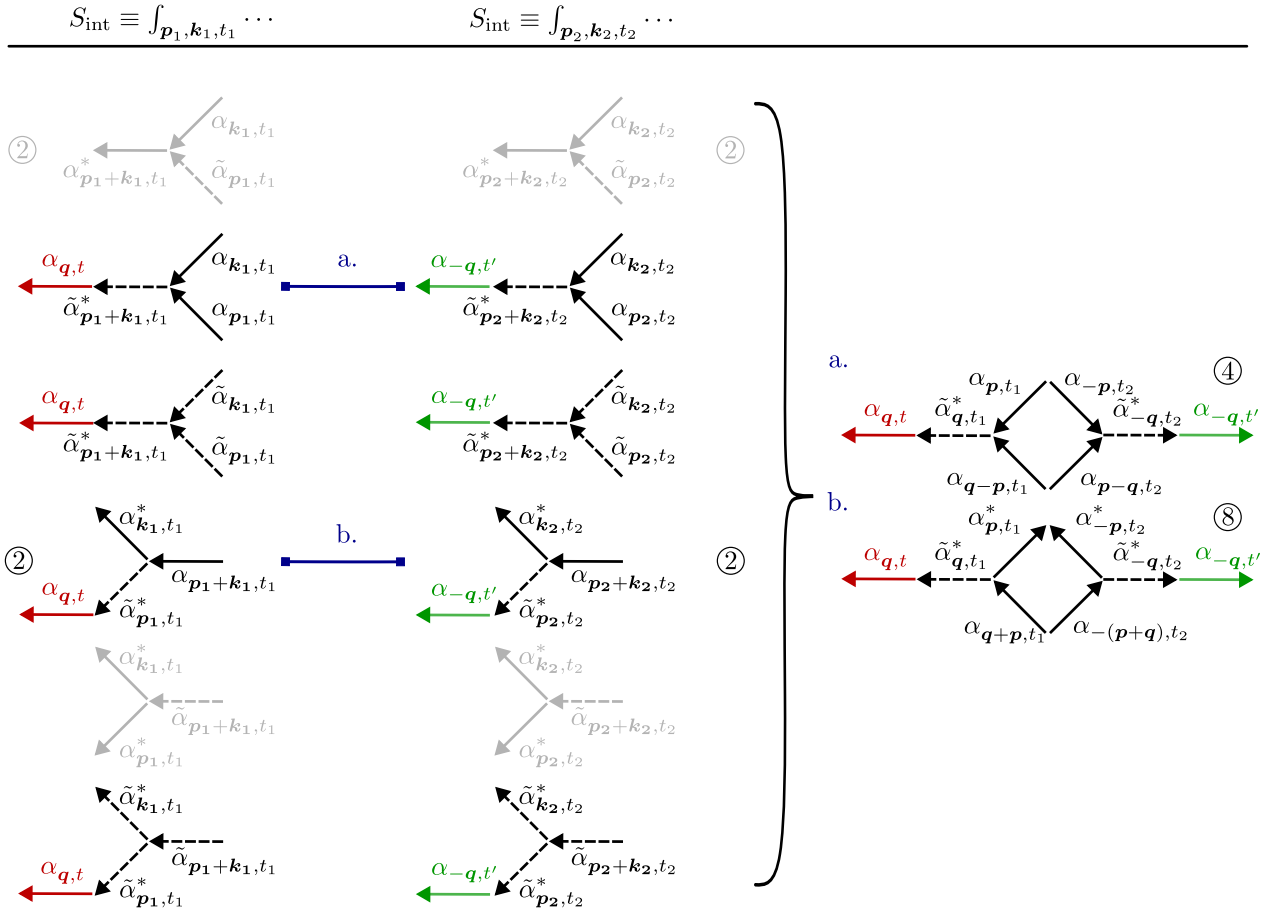 S_int ≡ ∫_{p₁,k₁,t₁} ⋯
S_int ≡ ∫_{p₂,k₂,t₂} ⋯
②
α_{k₁,t₁}
α*_{p₁+k₁,t₁}
α̃_{p₁,t₁}
α_{k₂,t₂}
α*_{p₂+k₂,t₂}
α̃_{p₂,t₂}
②
α_{q,t}
α̃*_{p₁+k₁,t₁}
α_{k₁,t₁}
α_{p₁,t₁}
a.
α_{−q,t′}
α̃*_{p₂+k₂,t₂}
α_{k₂,t₂}
α_{p₂,t₂}
α_{q,t}
α̃*_{p₁+k₁,t₁}
α̃_{k₁,t₁}
α̃_{p₁,t₁}
α_{−q,t′}
α̃*_{p₂+k₂,t₂}
α̃_{k₂,t₂}
α̃_{p₂,t₂}
②
α*_{k₁,t₁}
α_{q,t}
α_{p₁+k₁,t₁}
α̃*_{p₁,t₁}
b.
α*_{k₂,t₂}
α_{−q,t′}
α_{p₂+k₂,t₂}
α̃*_{p₂,t₂}
②
α*_{k₁,t₁}
α̃_{p₁+k₁,t₁}
α*_{p₁,t₁}
α*_{k₂,t₂}
α̃_{p₂+k₂,t₂}
α*_{p₂,t₂}
α̃*_{k₁,t₁}
α_{q,t}
α̃_{p₁+k₁,t₁}
α̃*_{p₁,t₁}
α̃*_{k₂,t₂}
α_{−q,t′}
α̃_{p₂+k₂,t₂}
α̃*_{p₂,t₂}
a.
④
α_{p,t₁}
α_{−p,t₂}
α_{q,t}
α̃*_{q,t₁}
α̃*_{−q,t₂}
α_{−q,t′}
α_{q−p,t₁}
α_{p−q,t₂}
b.
⑧
α*_{p,t₁}
α*_{−p,t₂}
α_{q,t}
α̃*_{q,t₁}
α̃*_{−q,t₂}
α_{−q,t′}
α_{q+p,t₁}
α_{−(p+q),t₂}